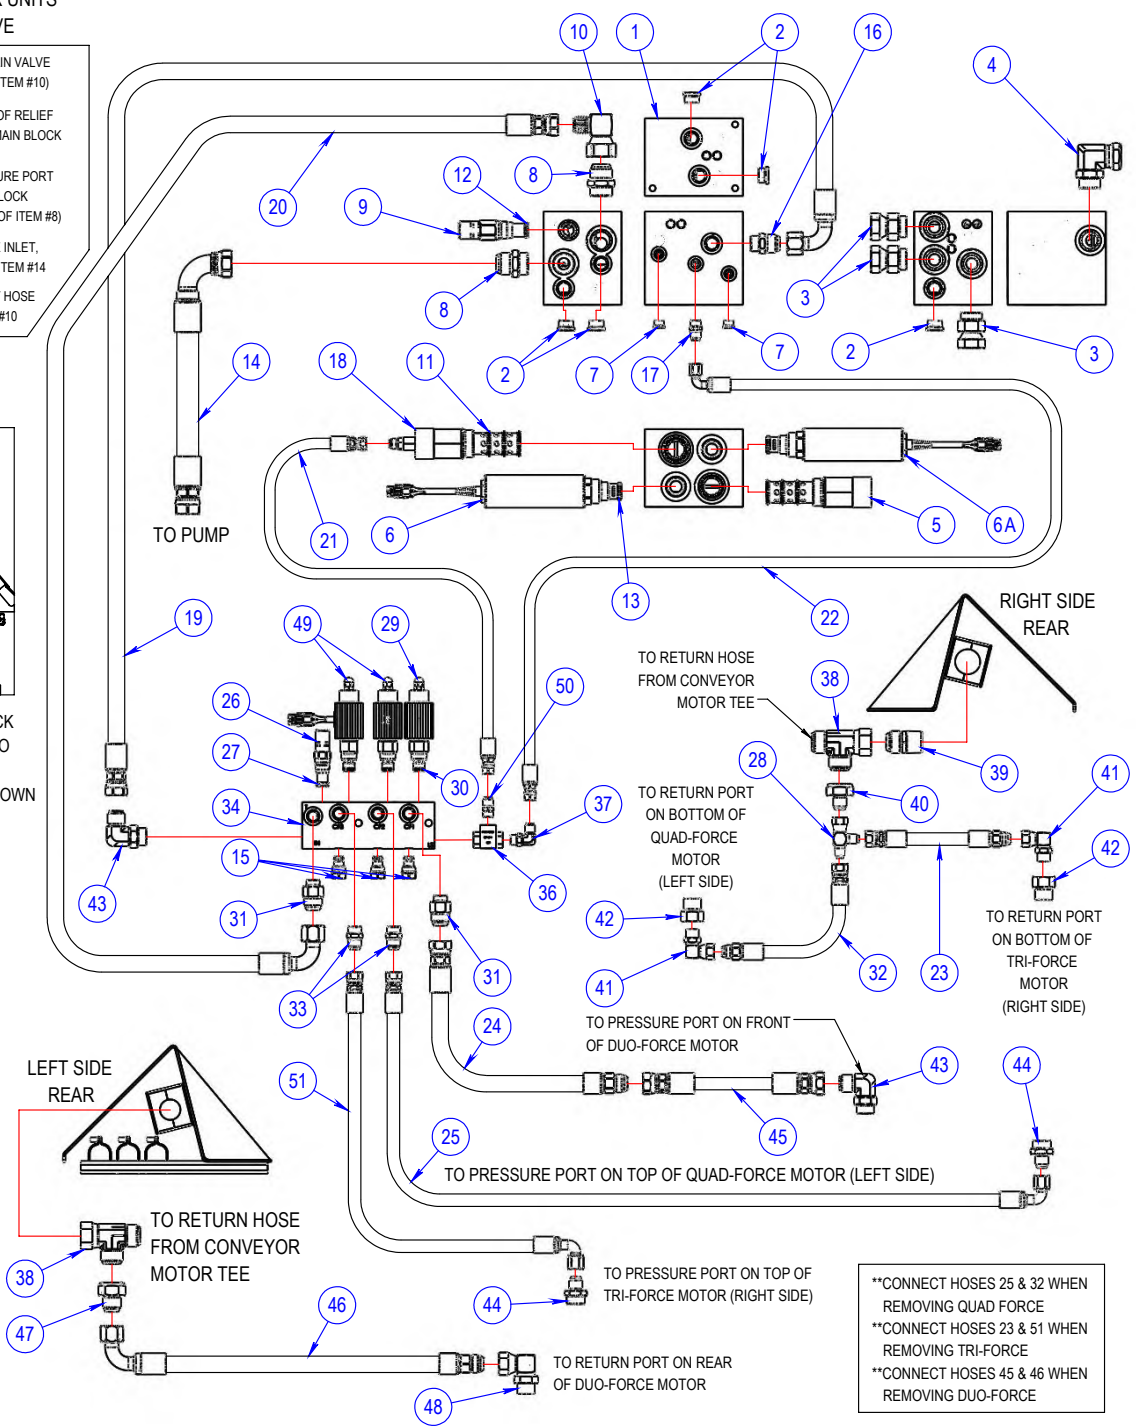 UNITS
VE
IN VALVE
ITEM #10)
OF RELIEF
MAIN BLOCK
URE PORT
LOCK
OF ITEM #8)
INLET,
ITEM #14
HOSE
#10
10
1
2
16
4
20
12
8
9
2
8
3
2
7
17
7
2
3
14
18
11
TO PUMP
21
6
13
5
6A
22
19
49
29
50
RIGHT SIDE
REAR
TO RETURN HOSE
FROM CONVEYOR
MOTOR TEE
38
26
27
34
30
37
39
40
41
CK
O
OWN
TO RETURN PORT
ON BOTTOM OF
QUAD-FORCE
MOTOR
(LEFT SIDE)
28
43
15
36
42
31
42
23
32
TO RETURN PORT
ON BOTTOM OF
TRI-FORCE
MOTOR
(RIGHT SIDE)
33
31
41
24
TO PRESSURE PORT ON FRONT
OF DUO-FORCE MOTOR
43
44
LEFT SIDE
REAR
51
25
45
TO PRESSURE PORT ON TOP OF QUAD-FORCE MOTOR (LEFT SIDE)
TO RETURN HOSE
FROM CONVEYOR
MOTOR TEE
38
47
46
44
TO PRESSURE PORT ON TOP OF
TRI-FORCE MOTOR (RIGHT SIDE)
TO RETURN PORT ON REAR
OF DUO-FORCE MOTOR
48
**CONNECT HOSES 25 & 32 WHEN
REMOVING QUAD FORCE
**CONNECT HOSES 23 & 51 WHEN
REMOVING TRI-FORCE
**CONNECT HOSES 45 & 46 WHEN
REMOVING DUO-FORCE